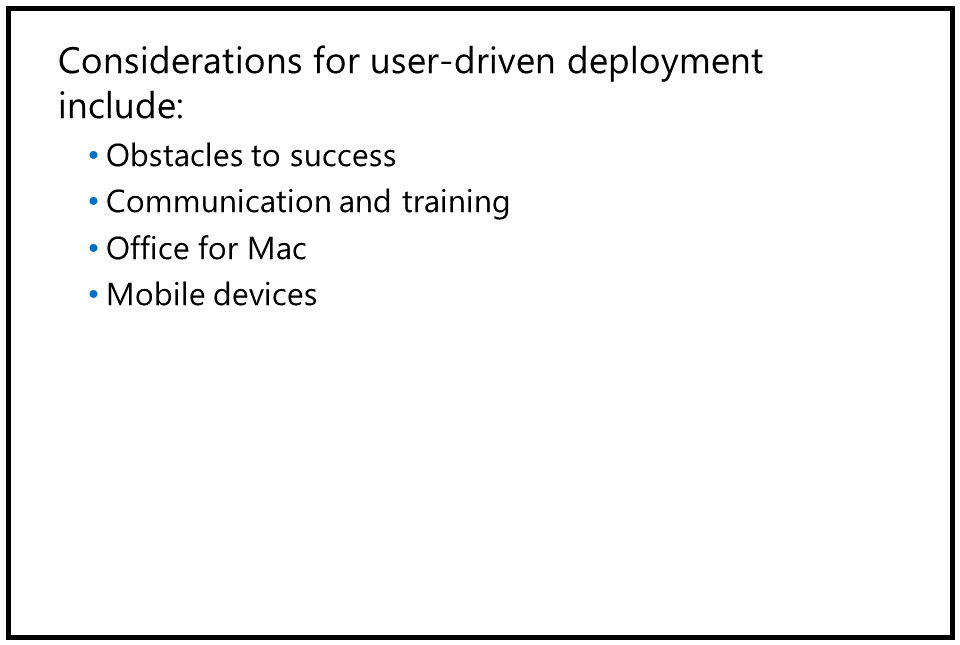 Considerations for user-driven deployment
include:
• Obstacles to success
• Communication and training
• Office for Mac
• Mobile devices